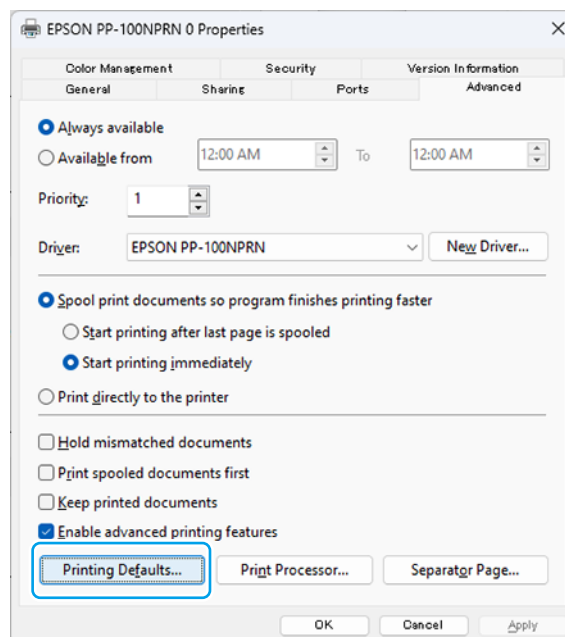 EPSON PP-100NPRN 0 Properties
Color Management Security Version Information
General Sharing Ports Advanced
Always available
Available from 12:00 AM To 12:00 AM
Priority: 1
Driver: EPSON PP-100NPRN New Driver...
Spool print documents so program finishes printing faster
Start printing after last page is spooled
Start printing immediately
Print directly to the printer
Hold mismatched documents
Print spooled documents first
Keep printed documents
Enable advanced printing features
Printing Defaults... Print Processor... Separator Page...
OK Cancel Apply